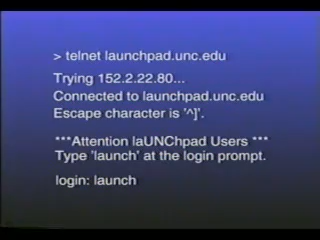 > telnet launchpad.unc.edu
Trying 152.2.22.80...
Connected to launchpad.unc.edu
Escape character is '^]'.
***Attention laUNChpad Users ***
Type 'launch' at the login prompt.
login: launch